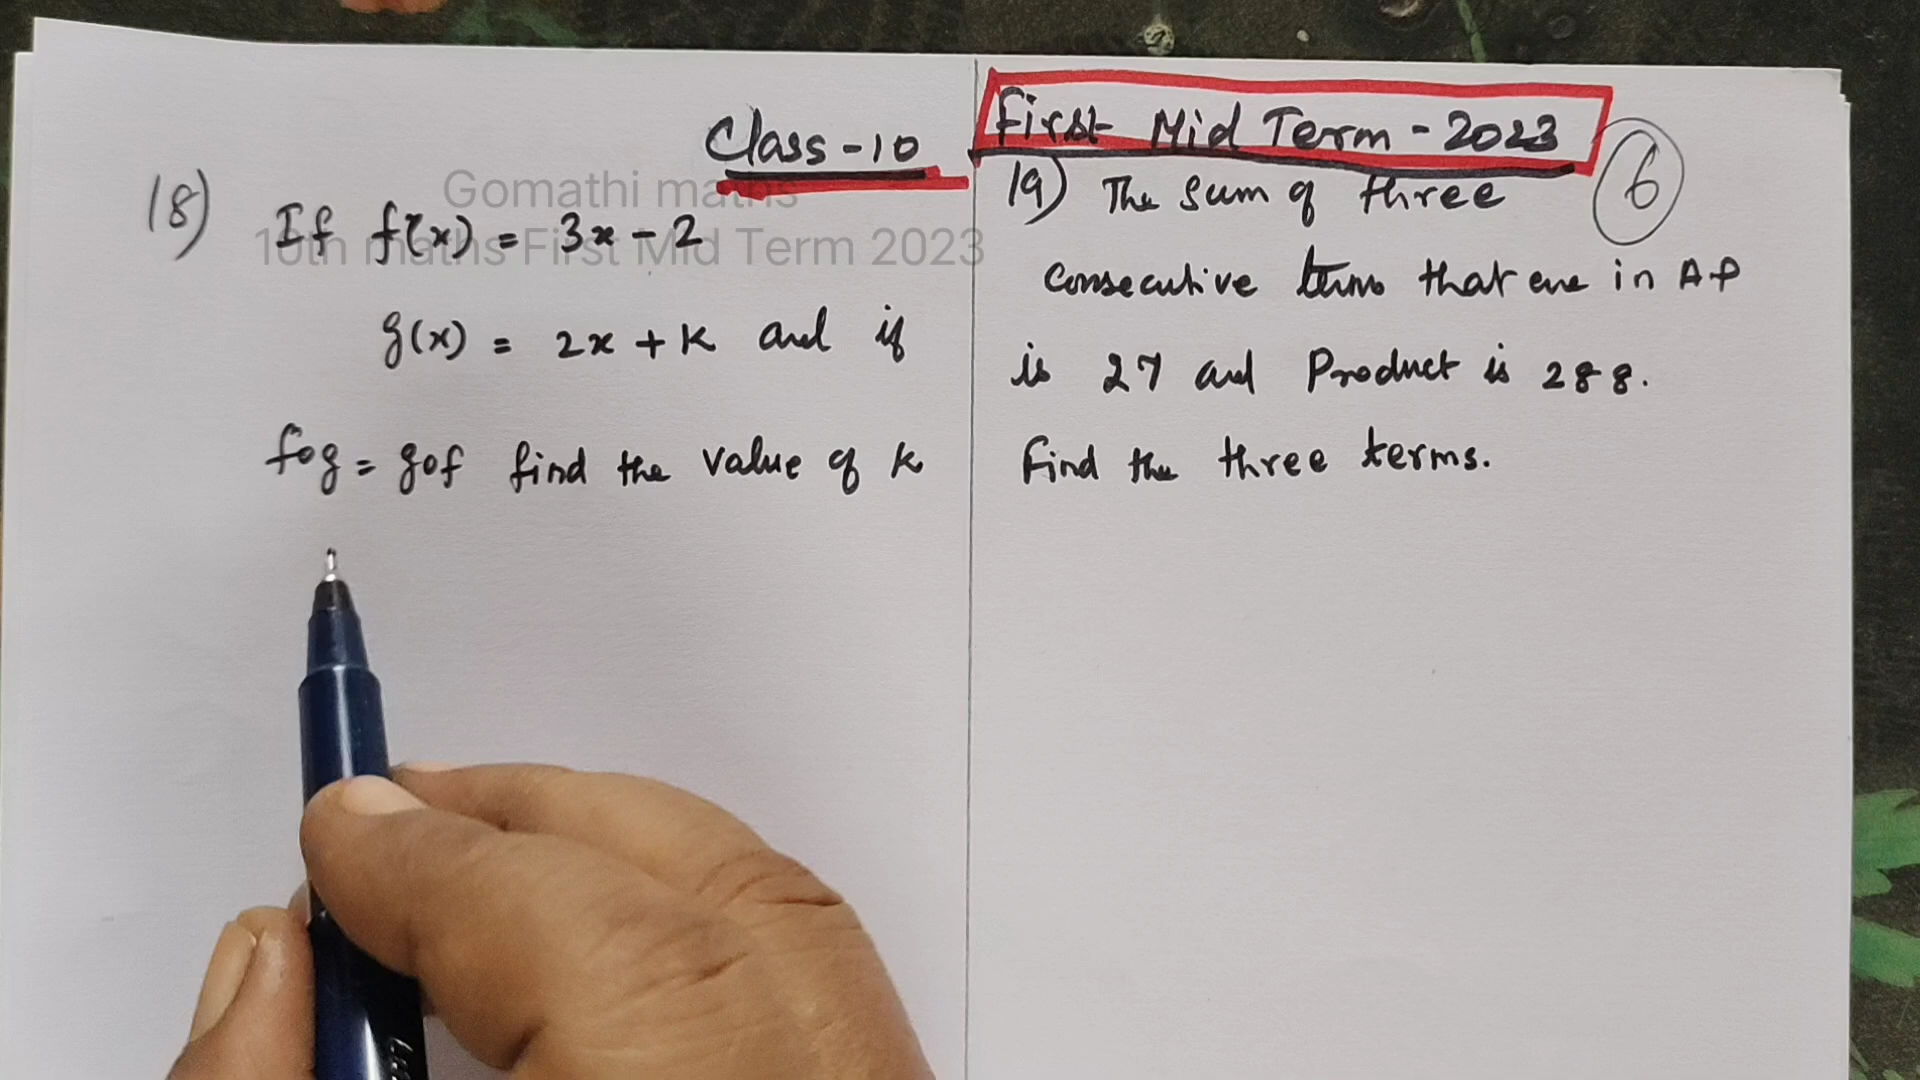 Class-10
First Mid Term - 2023
6
Gomathi maths
10th maths First Mid Term 2023
18) If f(x) = 3x - 2
g(x) = 2x + k and if
fog = gof find the value of k
19) The sum of three
consecutive terms that are in A.P
is 27 and Product is 288.
Find the three terms.